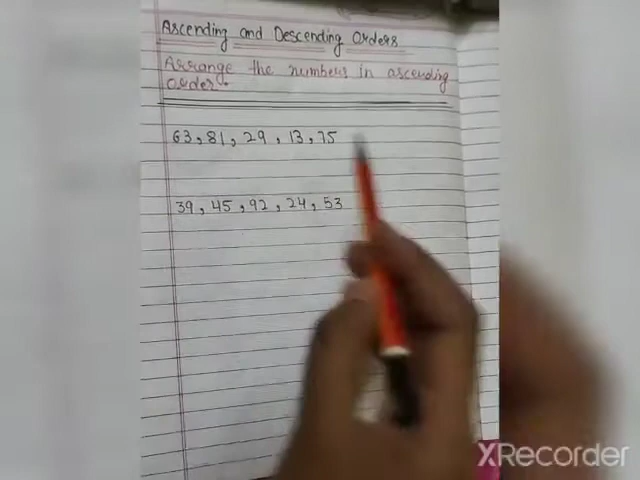 Ascending and Descending Orders
Arrange the numbers in ascending
order.
63, 81, 29, 13, 75
39, 45, 92, 24, 53
XRecorder